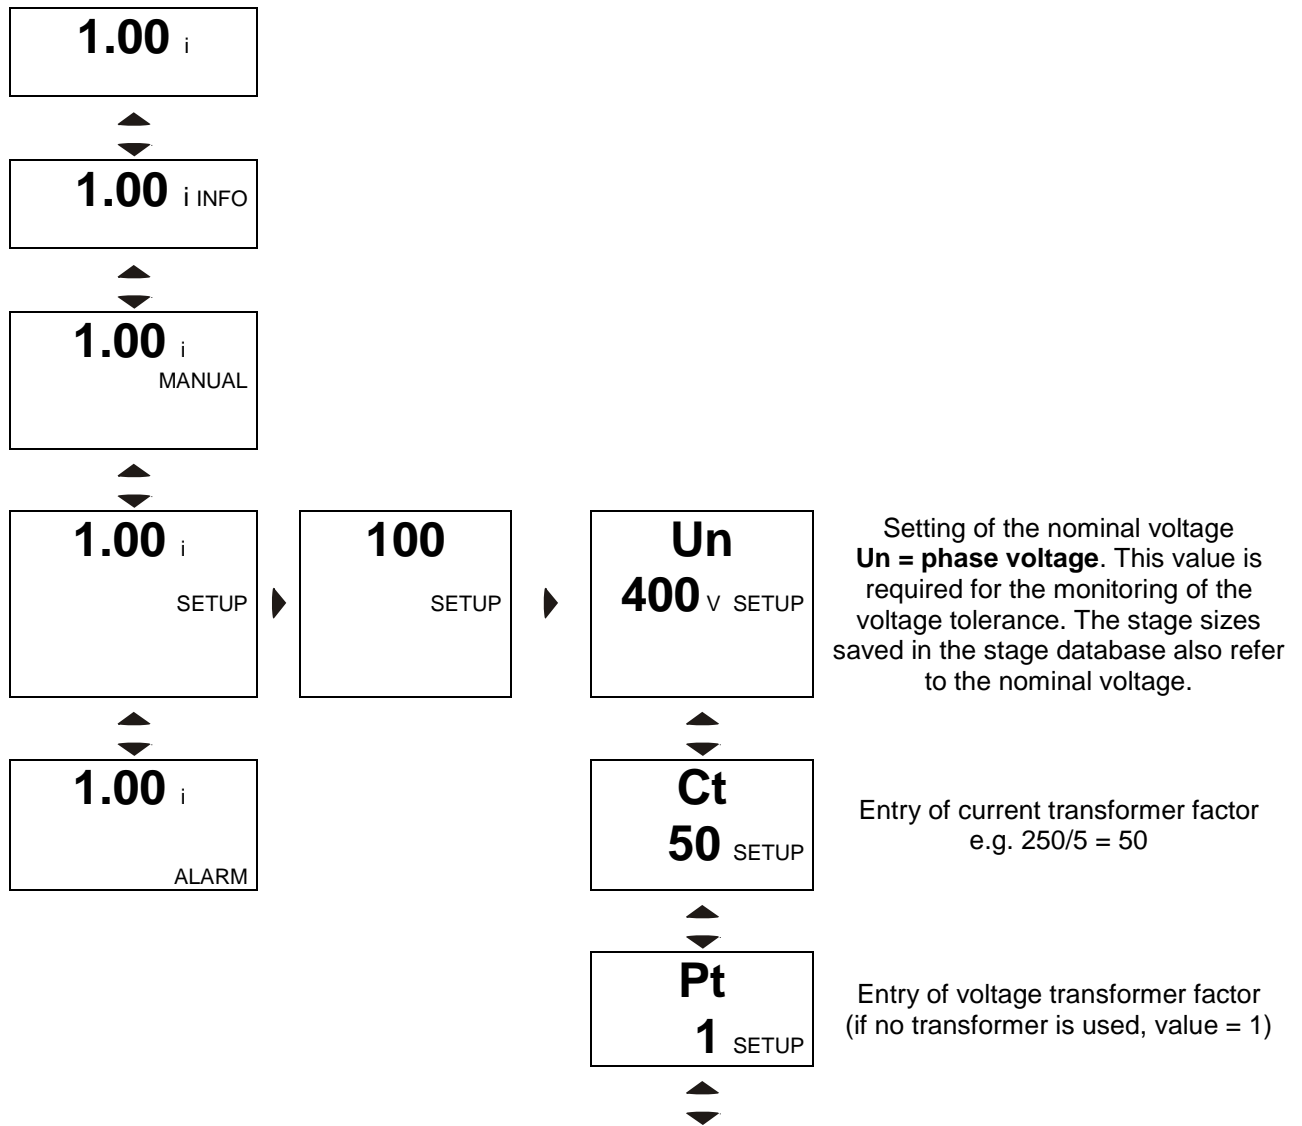 1.00 i
1.00 i INFO
1.00 i
MANUAL
1.00 i
SETUP
100
SETUP
Un
400 V SETUP
Setting of the nominal voltage
Un = phase voltage. This value is
required for the monitoring of the
voltage tolerance. The stage sizes
saved in the stage database also refer
to the nominal voltage.
1.00 i
ALARM
Ct
50 SETUP
Entry of current transformer factor
e.g. 250/5 = 50
Pt
1 SETUP
Entry of voltage transformer factor
(if no transformer is used, value = 1)